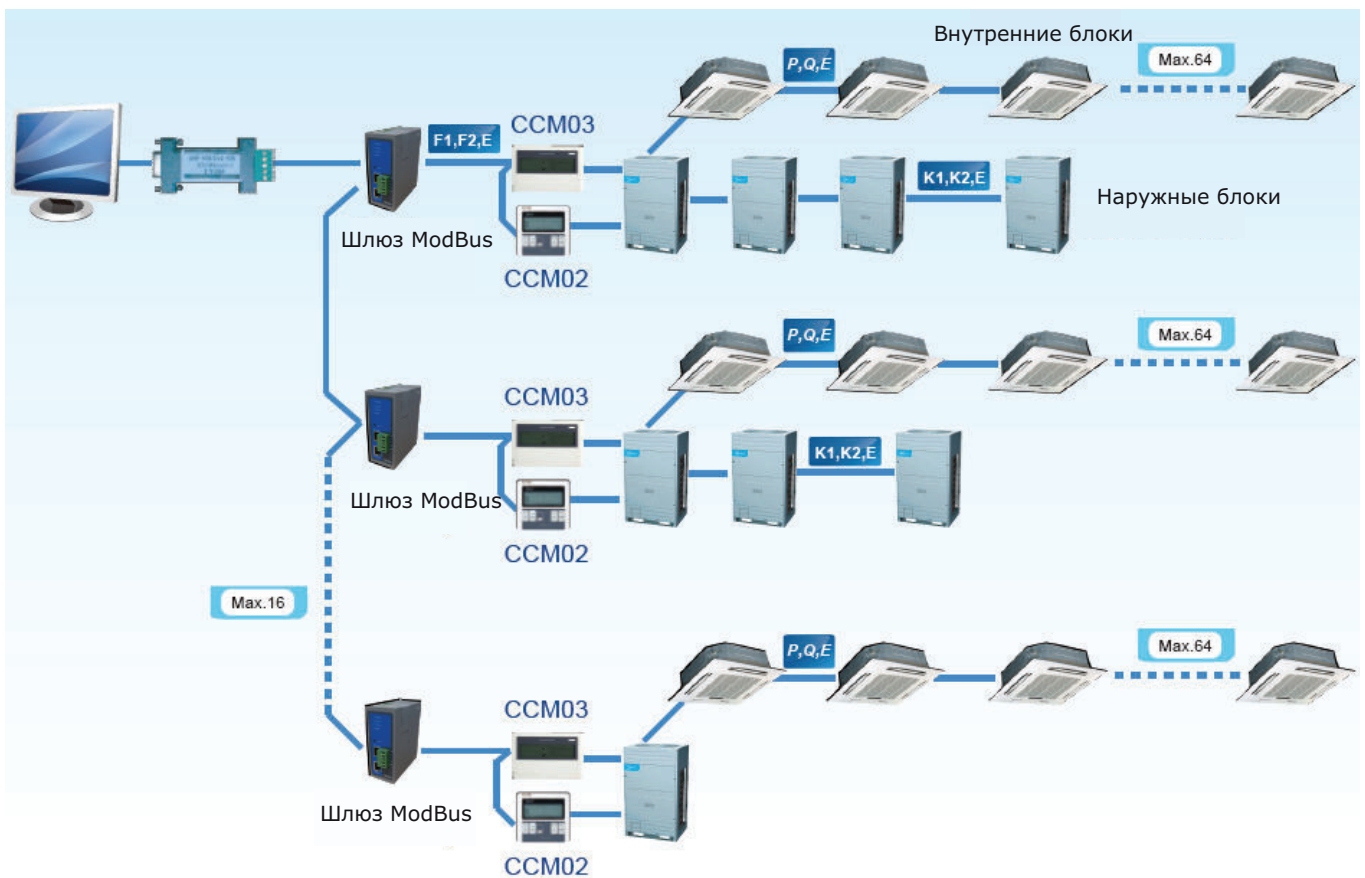 Внутренние блоки
P,Q,E
Max.64
CCM03
F1,F2,E
K1,K2,E
Наружные блоки
Шлюз ModBus
CCM02
P,Q,E
Max.64
CCM03
K1,K2,E
Шлюз ModBus
CCM02
Max.16
P,Q,E
Max.64
CCM03
Шлюз ModBus
CCM02